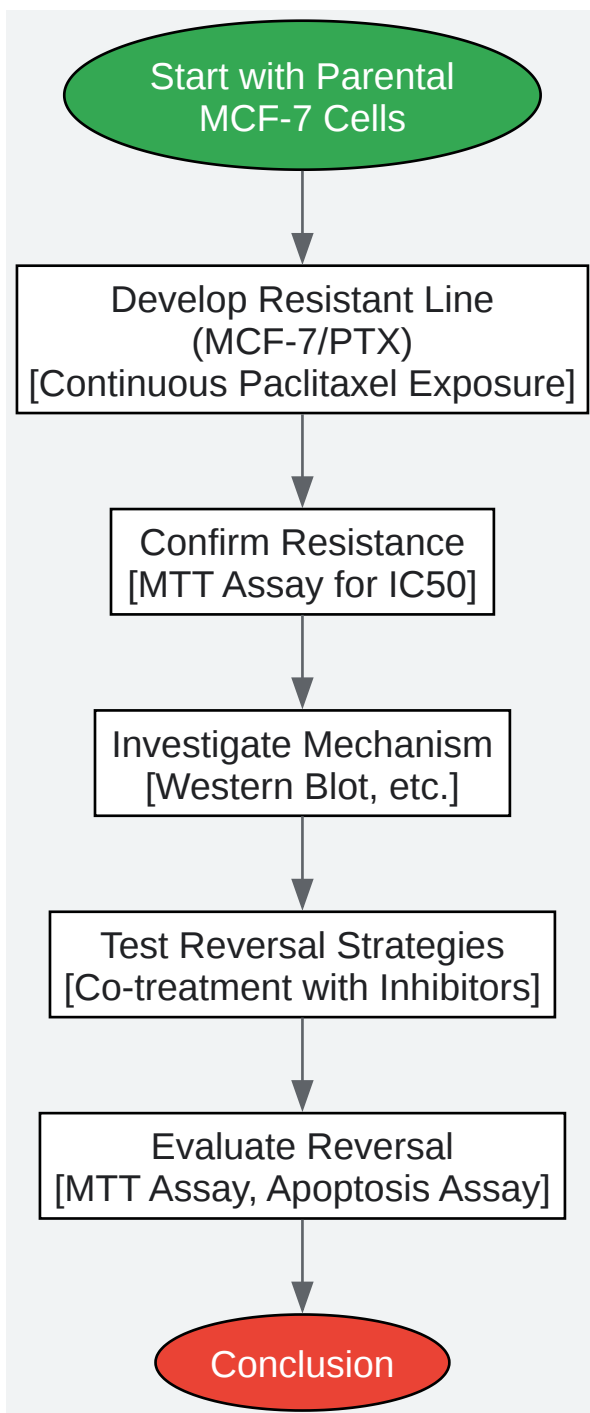 Start with Parental
MCF-7 Cells
Develop Resistant Line
(MCF-7/PTX)
[Continuous Paclitaxel Exposure]
Confirm Resistance
[MTT Assay for IC50]
Investigate Mechanism
[Western Blot, etc.]
Test Reversal Strategies
[Co-treatment with Inhibitors]
Evaluate Reversal
[MTT Assay, Apoptosis Assay]
Conclusion